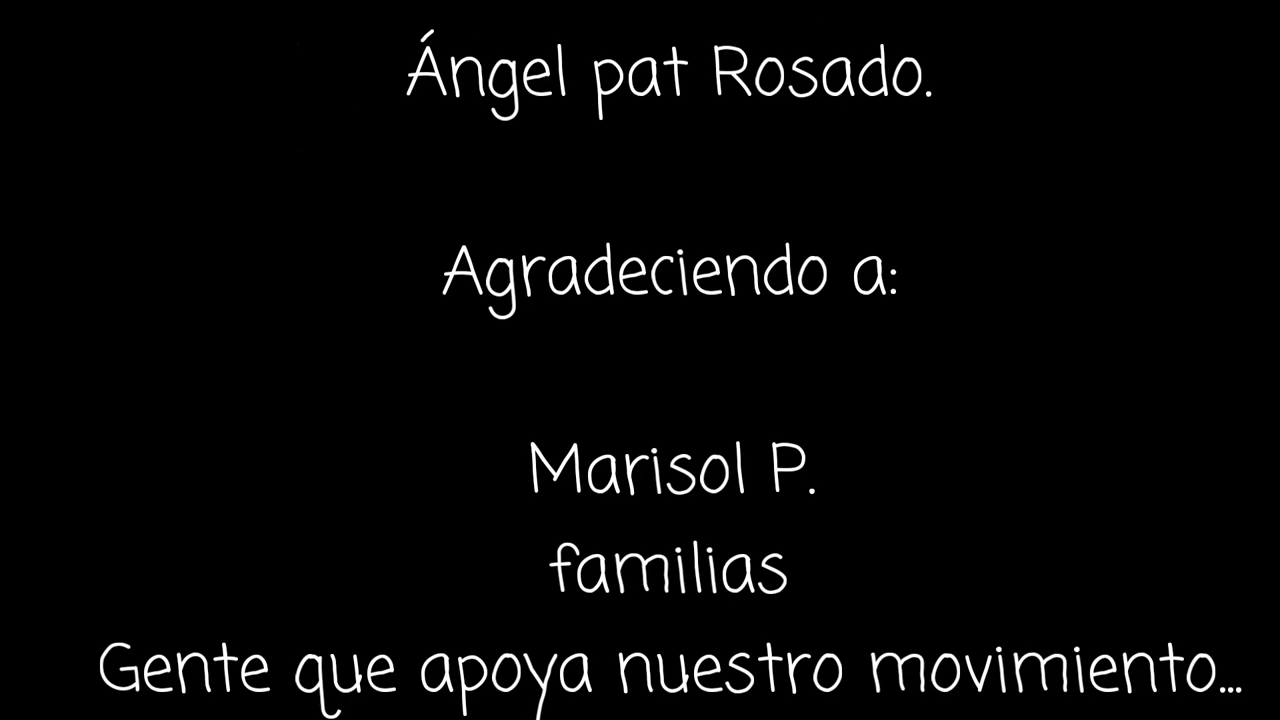 Ángel pat Rosado.
Agradeciendo a:
Marisol P.
familias
Gente que apoya nuestro movimiento...